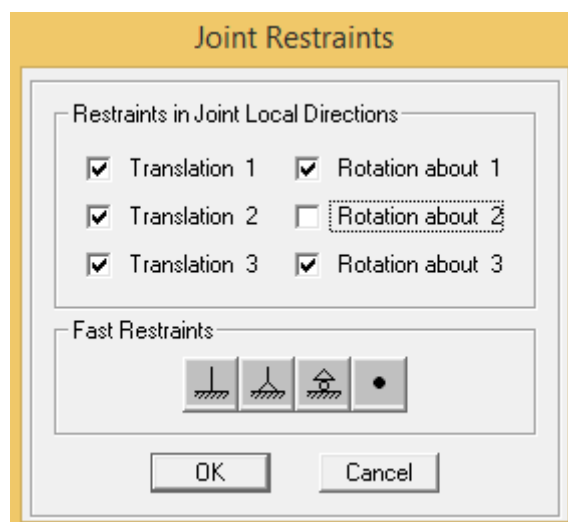 Joint Restraints
Restraints in Joint Local Directions
Translation 1 Rotation about 1
Translation 2 Rotation about 2
Translation 3 Rotation about 3
Fast Restraints
OK Cancel